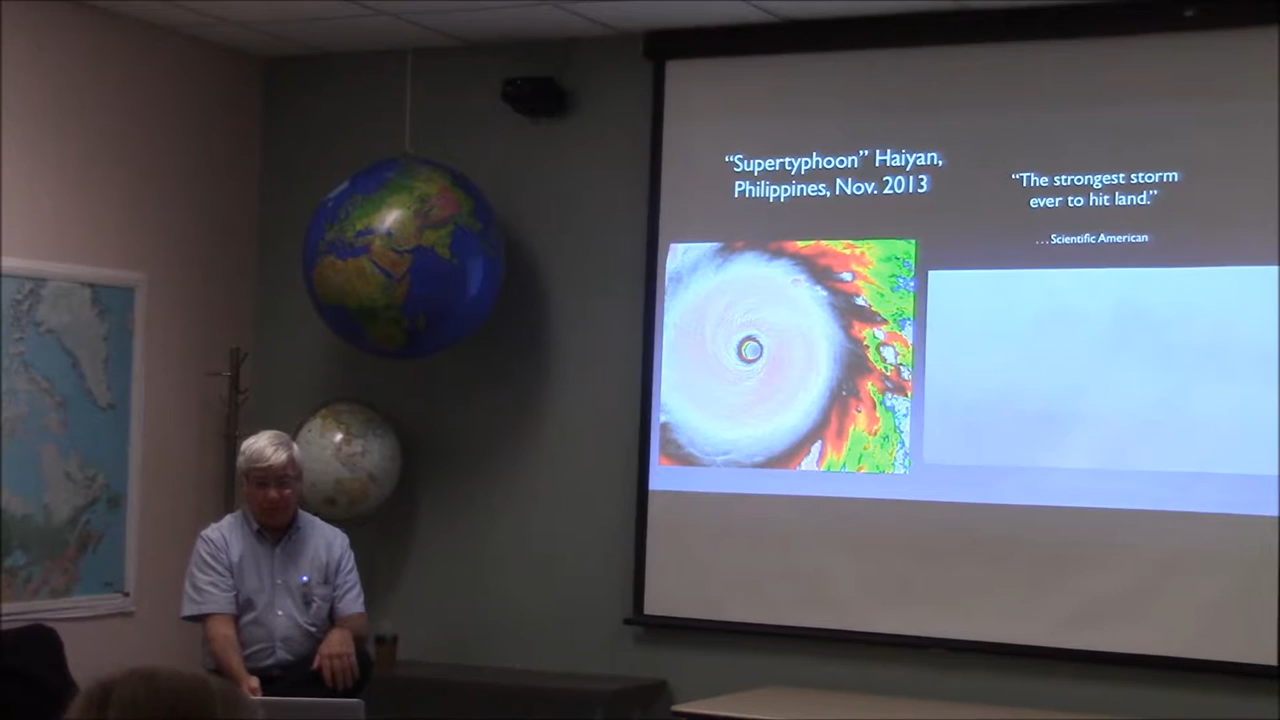 “Supertyphoon” Haiyan,
Philippines, Nov. 2013
“The strongest storm
ever to hit land.”
…Scientific American